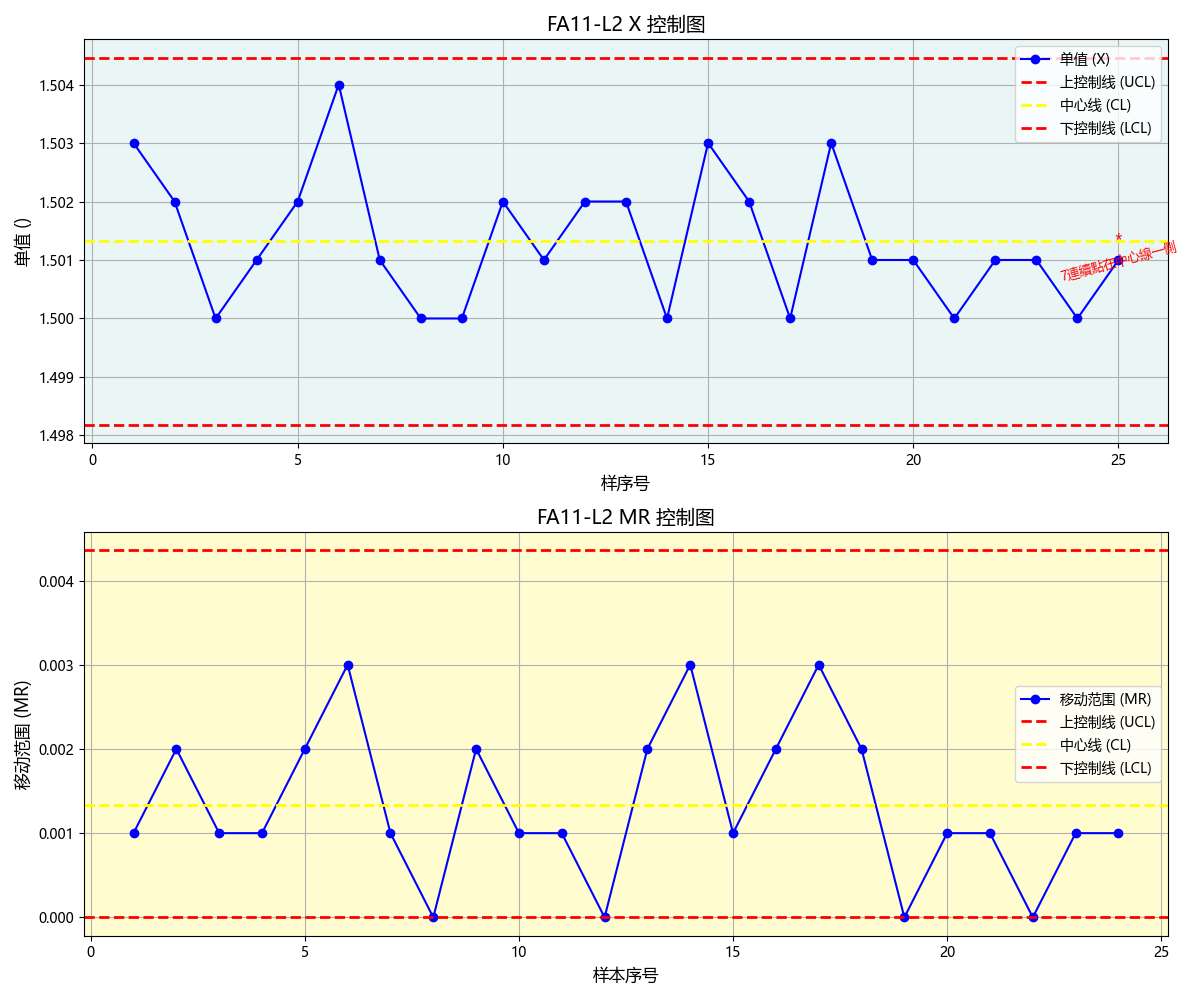 FA11-L2 X 控制图
单值 ()
1.504
1.503
1.502
1.501
1.500
1.499
1.498
单值 (X)
上控制线 (UCL)
中心线 (CL)
下控制线 (LCL)
*
7連續點在中心線一側
0 5 10 15 20 25
样序号
FA11-L2 MR 控制图
移动范围 (MR)
0.004
0.003
0.002
0.001
0.000
移动范围 (MR)
上控制线 (UCL)
中心线 (CL)
下控制线 (LCL)
0 5 10 15 20 25
样本序号